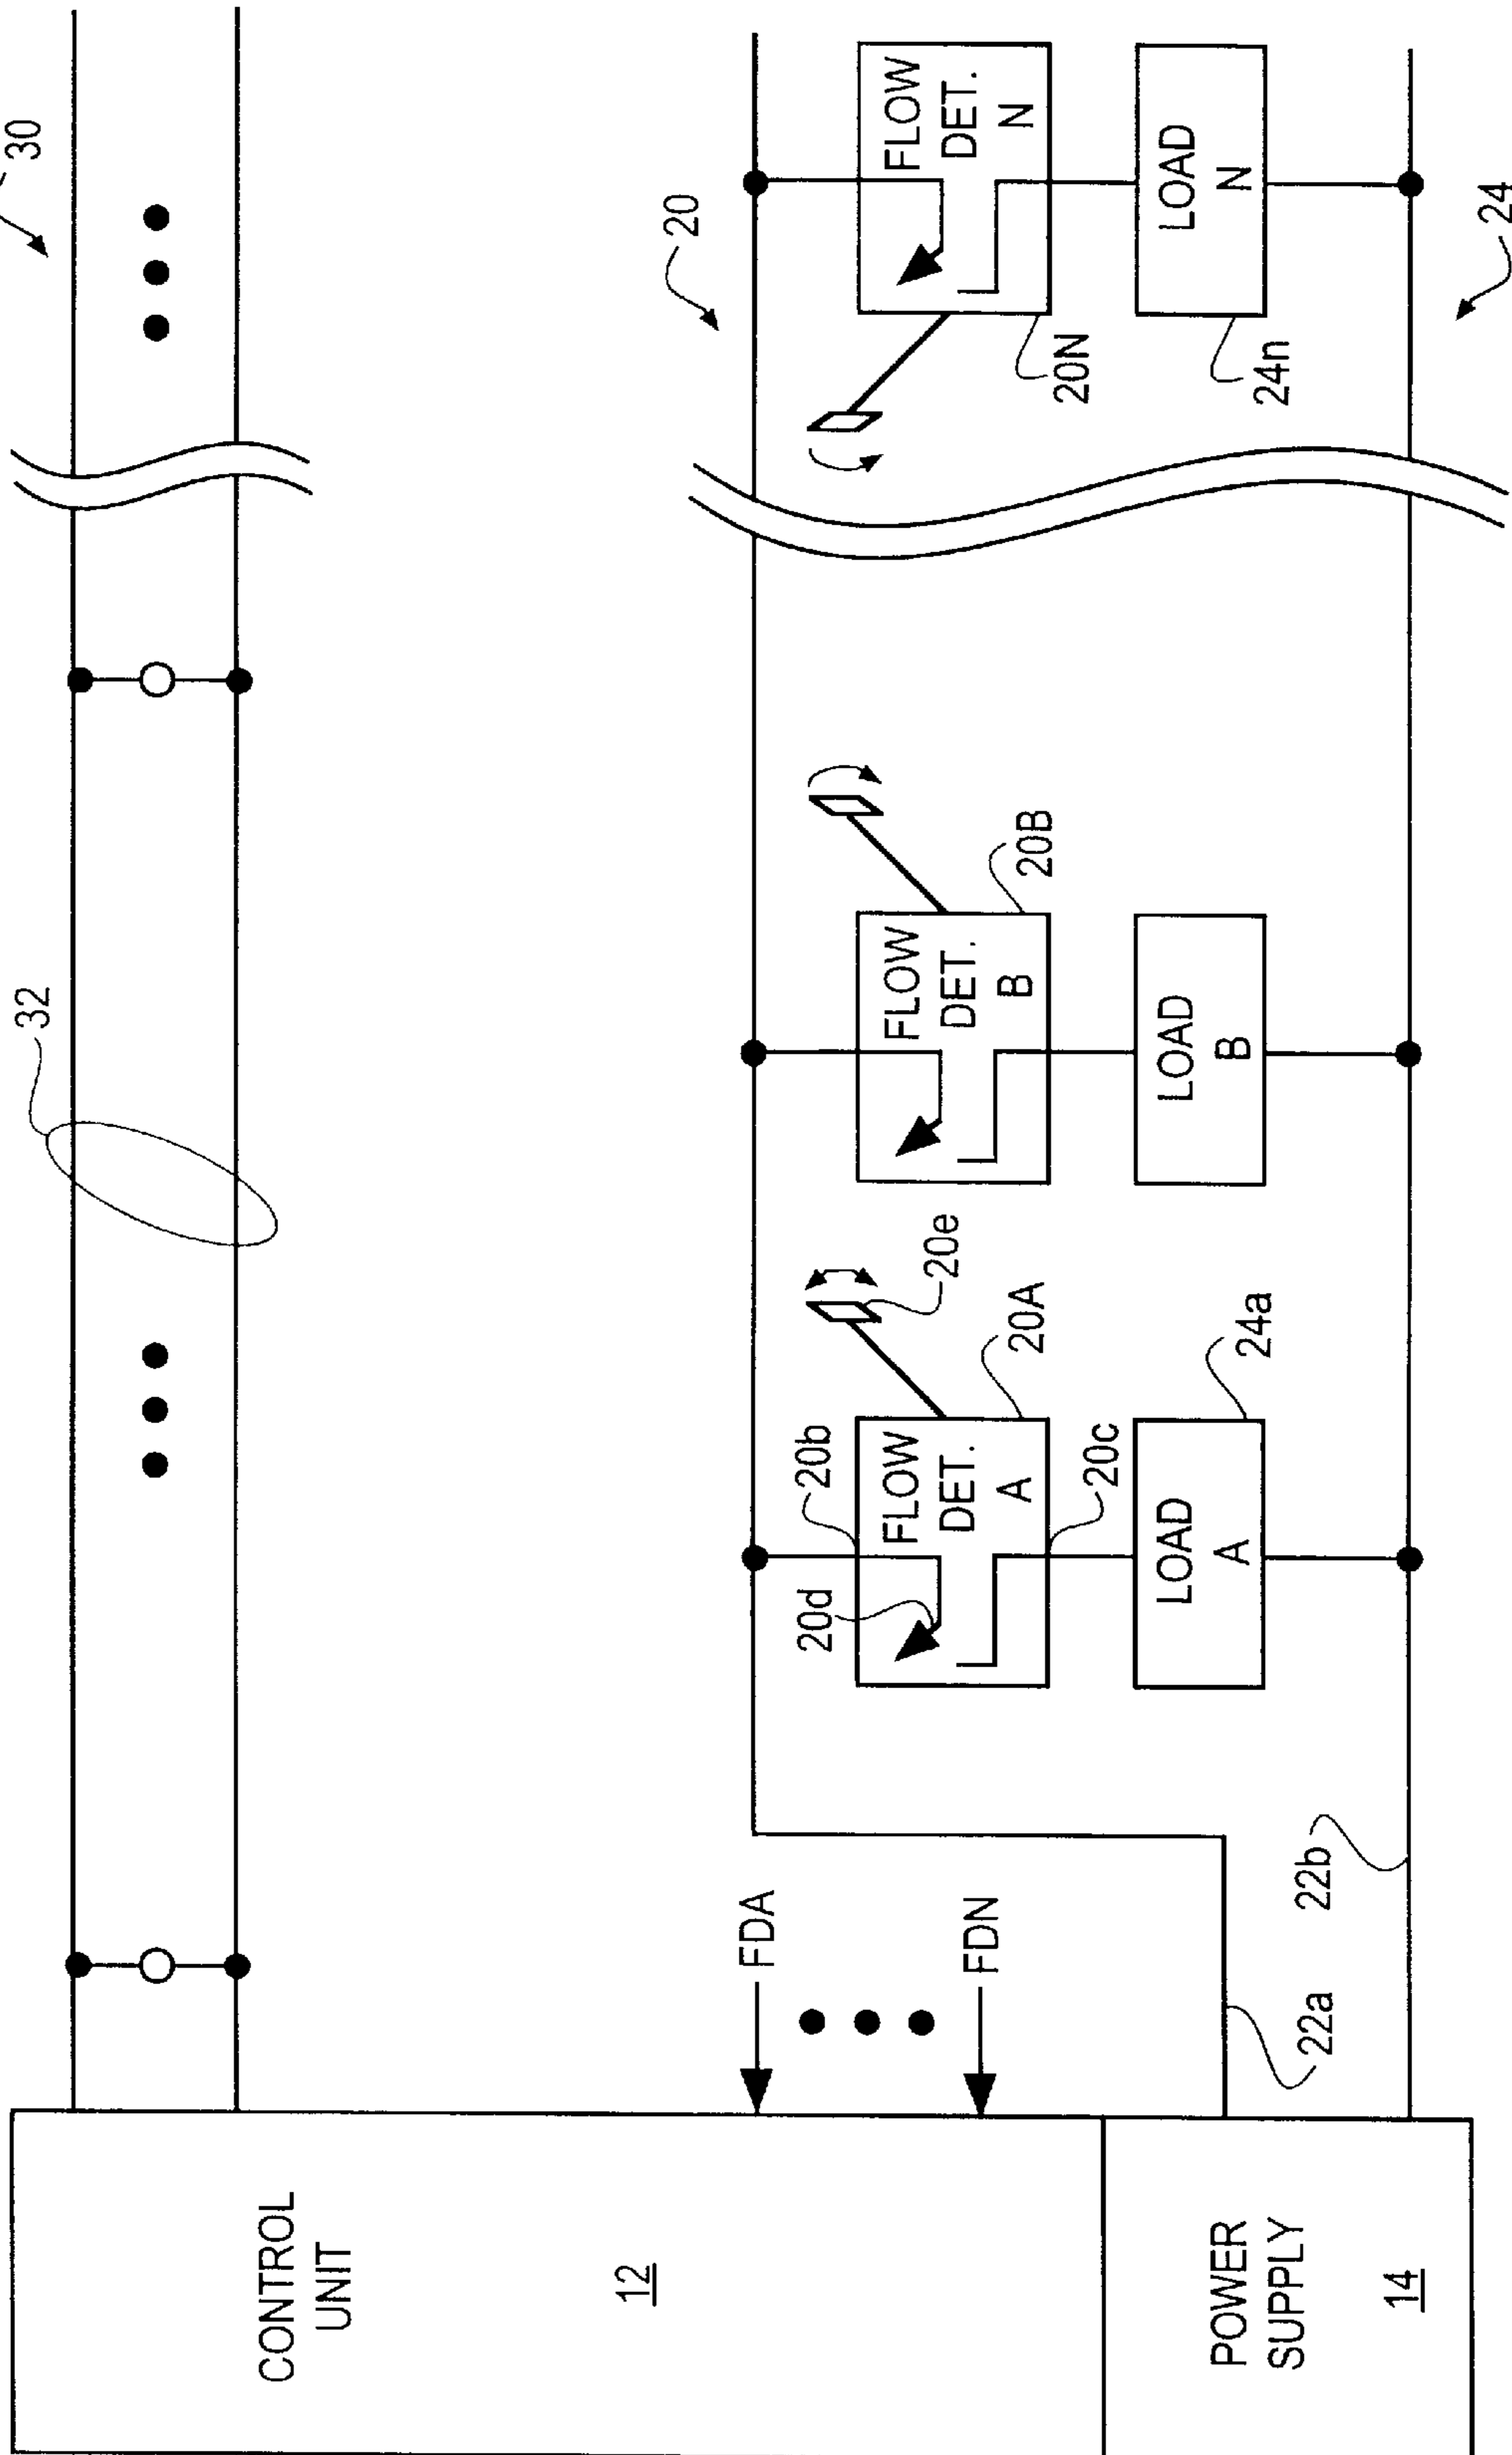 30
32
CONTROL
UNIT
12
20
FDA
FDN
20b
20d
FLOW
DET.
A
20e
20A
20c
FLOW
DET.
B
20B
FLOW
DET.
N
20N
LOAD
A
24a
LOAD
B
LOAD
N
24n
POWER
SUPPLY
14
22a
22b
24